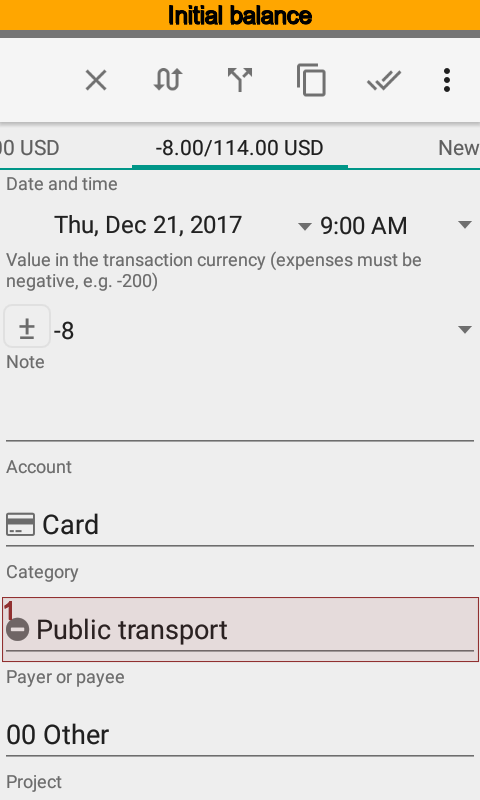 Initial balance
00 USD
-8.00/114.00 USD
New
Date and time
Thu, Dec 21, 2017
9:00 AM
Value in the transaction currency (expenses must be
negative, e.g. -200)
± -8
Note
Account
Card
Category
1
Public transport
Payer or payee
00 Other
Project